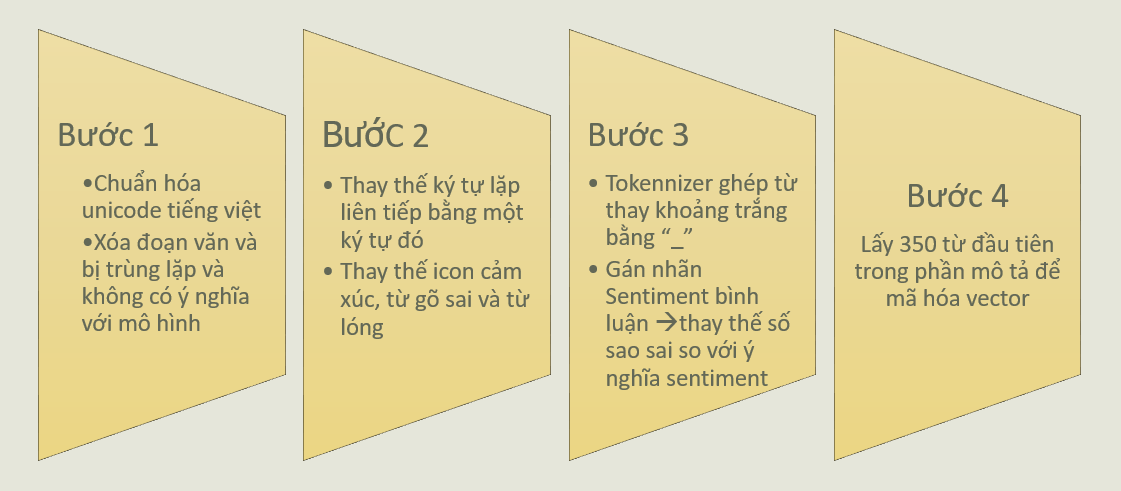 Bước 1
•Chuẩn hóa
unicode tiếng việt
•Xóa đoạn văn và
bị trùng lặp và
không có ý nghĩa
với mô hình
Bước 2
• Thay thế ký tự lặp
liên tiếp bằng một
ký tự đó
• Thay thế icon cảm
xúc, từ gõ sai và từ
lóng
Bước 3
• Tokennizer ghép từ
thay khoảng trắng
bằng “_”
• Gán nhãn
Sentiment bình
luận →thay thế số
sao sai so với ý
nghĩa sentiment
Bước 4
Lấy 350 từ đầu tiên
trong phần mô tả để
mã hóa vector